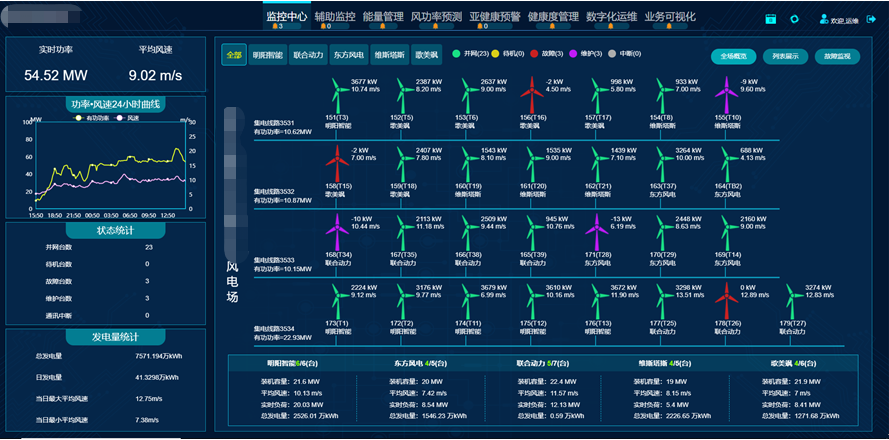 监控中心 辅助监控 能量管理 风功率预测 亚健康预警 健康度管理 数字化运维 业务可视化
3 0 0 0
欢迎,运维
实时功率 平均风速
54.52 MW 9.02 m/s
功率•风速24小时曲线
MW 有功功率 风速 m/s
100 30
80 25
60 20
40 15
20 10
0 5
0
15:50 18:50 21:50 00:50 03:50 06:50 09:50 12:50
状态统计
并网台数 23
待机台数 0
故障台数 3
维护台数 3
通讯中断 0
发电量统计
总发电量 7571.194万kWh
日发电量 41.3298万kWh
当日最大平均风速 12.75m/s
当日最小平均风速 7.38m/s
全部 明阳智能 联合动力 东方风电 维斯塔斯 歌美飒
并网(23) 待机(0) 故障(3) 维护(3) 中断(0)
全场概览 列表展示 故障监视
风电场
集电线路3531
有功功率=10.62MW
3677 kW 2387 kW 2637 kW -2 kW 998 kW 933 kW -9 kW
10.74 m/s 8.20 m/s 9.00 m/s 4.50 m/s 5.80 m/s 7.00 m/s 9.60 m/s
151(T3) 152(T5) 153(T6) 156(T16) 157(T17) 154(T8) 155(T10)
明阳智能 歌美飒 歌美飒 歌美飒 歌美飒 维斯塔斯 维斯塔斯
集电线路3532
有功功率=10.87MW
-2 kW 2407 kW 1543 kW 1535 kW 1439 kW 3264 kW 688 kW
7.00 m/s 7.80 m/s 8.10 m/s 9.00 m/s 7.10 m/s 10.00 m/s 4.13 m/s
158(T15) 159(T18) 160(T19) 161(T20) 162(T21) 163(T37) 164(TB2)
歌美飒 歌美飒 维斯塔斯 维斯塔斯 维斯塔斯 东方风电 东方风电
集电线路3533
有功功率=10.15MW
-10 kW 2113 kW 2509 kW 945 kW -13 kW 2448 kW 2160 kW
10.44 m/s 11.18 m/s 9.44 m/s 10.76 m/s 6.19 m/s 8.63 m/s 9.00 m/s
168(T34) 167(T35) 166(T38) 165(T39) 171(T28) 170(T29) 169(T14)
联合动力 联合动力 联合动力 联合动力 东方风电 东方风电 东方风电
集电线路3534
有功功率=22.93MW
2224 kW 3176 kW 3679 kW 3610 kW 3672 kW 3298 kW 0 kW 3274 kW
9.12 m/s 9.77 m/s 6.99 m/s 10.16 m/s 11.90 m/s 13.51 m/s 12.89 m/s 12.83 m/s
173(T1) 172(T2) 174(T11) 175(T12) 176(T13) 177(T25) 178(T26) 179(T27)
明阳智能 明阳智能 明阳智能 明阳智能 明阳智能 联合动力 联合动力 联合动力
明阳智能6/6(台) 东方风电 4/5(台) 联合动力 5/7(台) 维斯塔斯 4/5(台) 歌美飒 4/6(台)
装机容量: 21.6 MW 装机容量: 20 MW 装机容量: 22.4 MW 装机容量: 19 MW 装机容量: 21.9 MW
平均风速: 10.13 m/s 平均风速: 7.42 m/s 平均风速: 11.57 m/s 平均风速: 8.15 m/s 平均风速: 7 m/s
实时负荷: 20.03 MW 实时负荷: 8.54 MW 实时负荷: 12.13 MW 实时负荷: 5.4 MW 实时负荷: 8.41 MW
总发电量: 2526.01 万kWh 总发电量: 1546.23 万kWh 总发电量: 0.59 万kWh 总发电量: 2226.65 万kWh 总发电量: 1271.68 万kWh